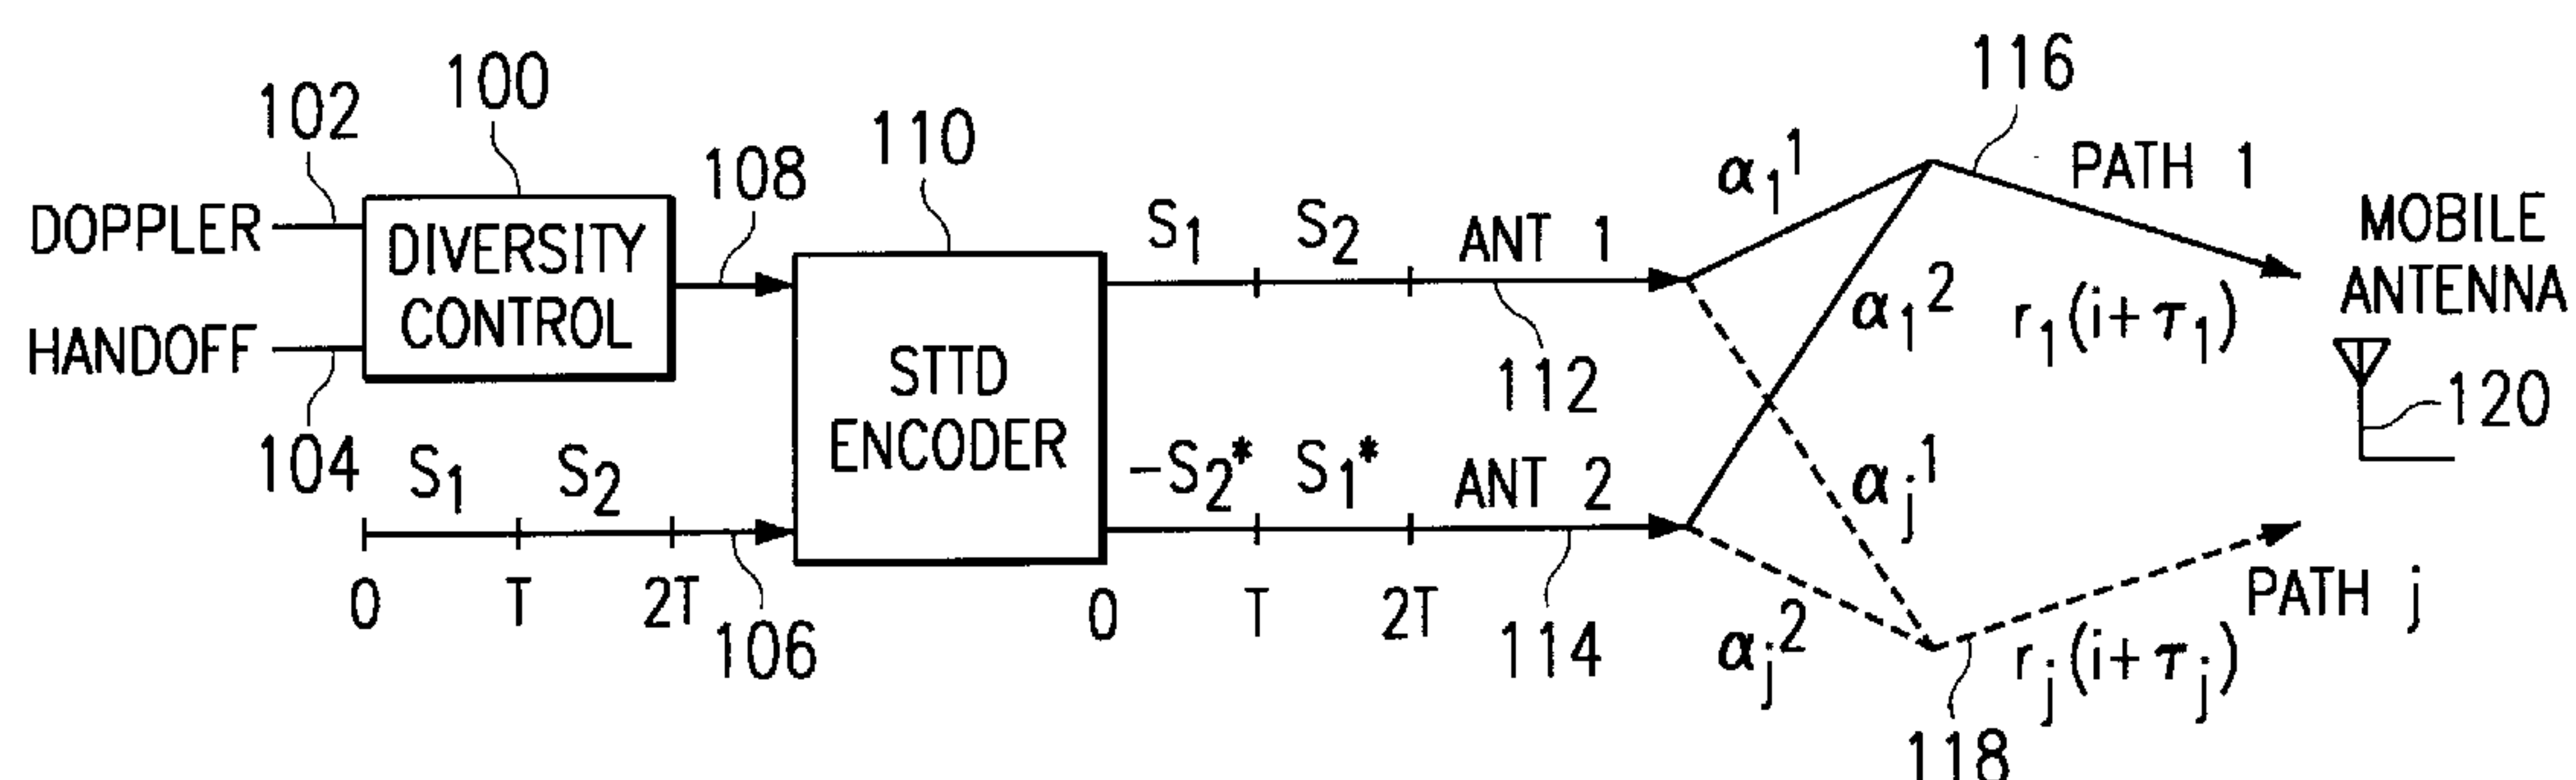 100
102
DOPPLER
HANDOFF
104
DIVERSITY
CONTROL
108
110
STTD
ENCODER
S1 S2
0 T 2T
106
S1 S2 ANT 1
112
-S2* S1* ANT 2
0 T 2T
114
α1^1
α1^2
αj^1
αj^2
116
PATH 1
r1(i+τ1)
MOBILE
ANTENNA
120
PATH j
rj(i+τj)
118